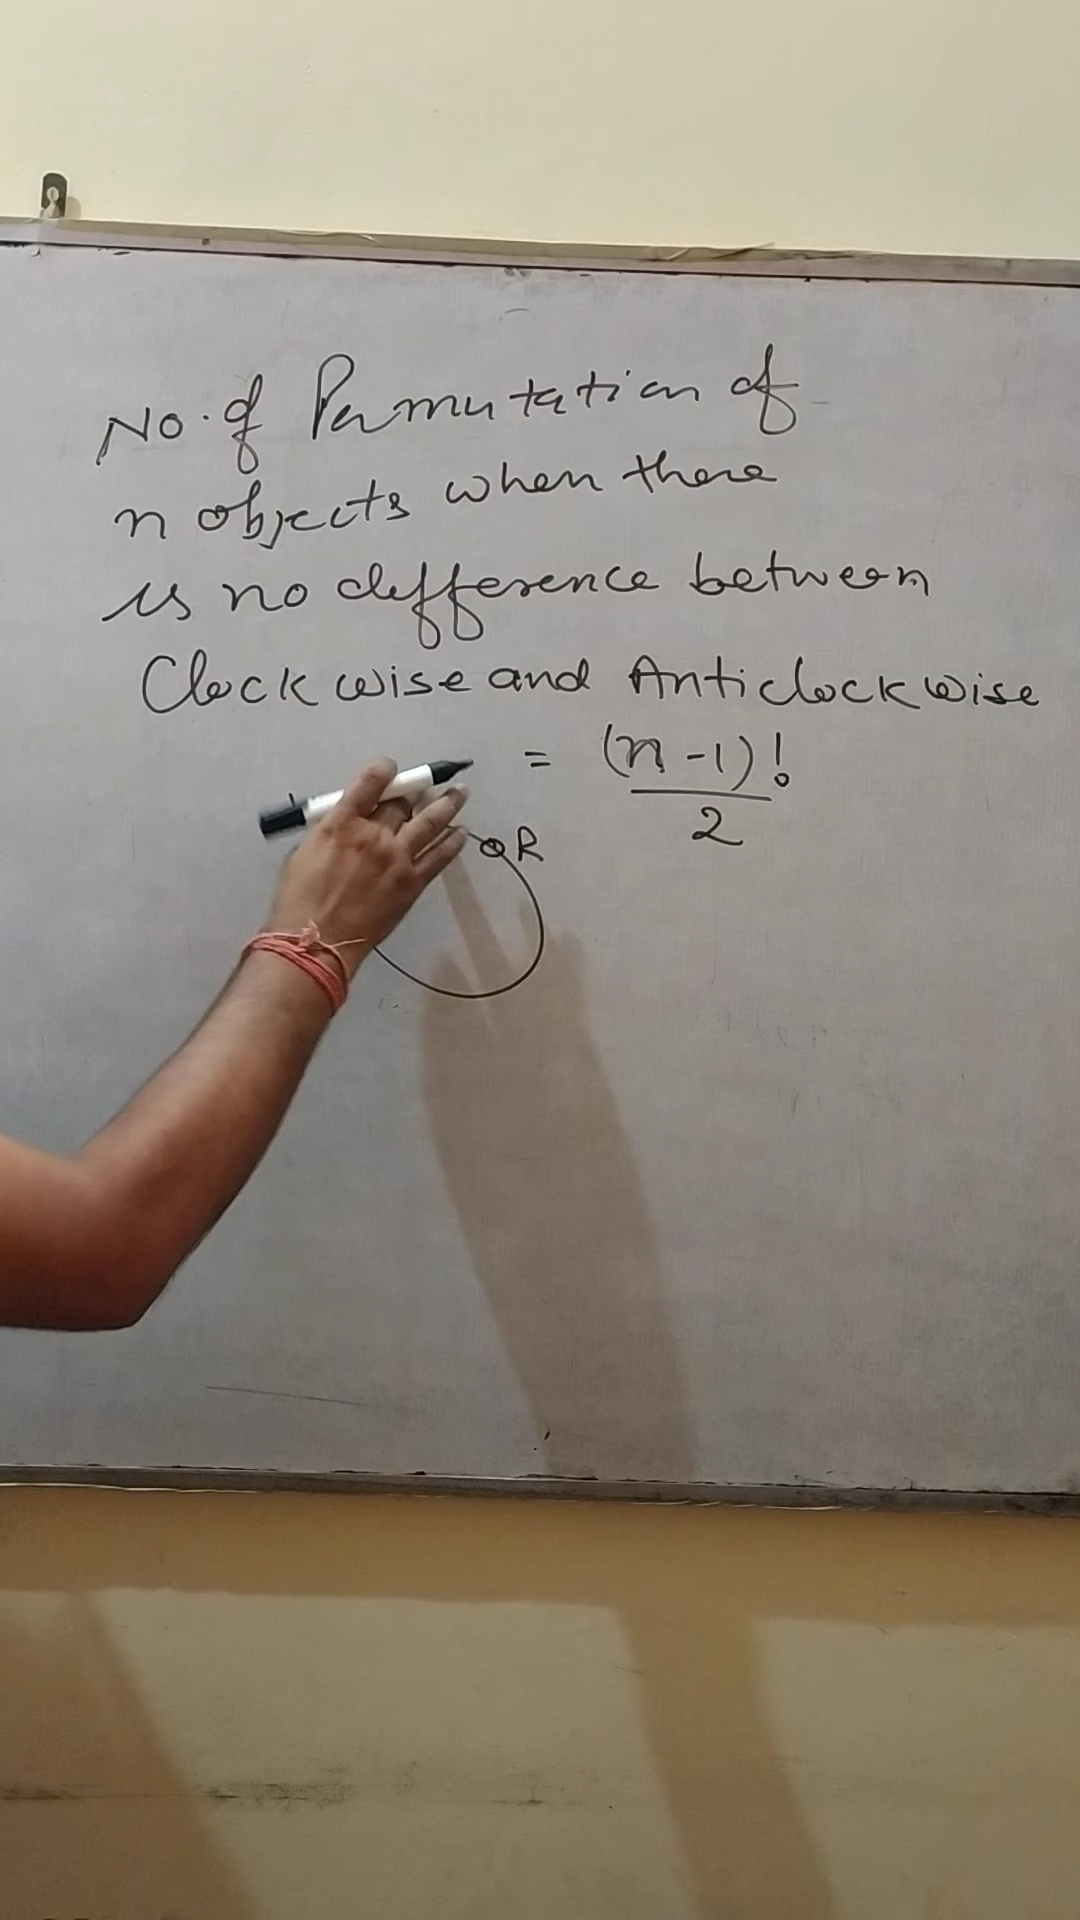 No. of Permutation of
n objects when there
is no difference between
Clockwise and Anticlockwise
= (n-1)!
2
R